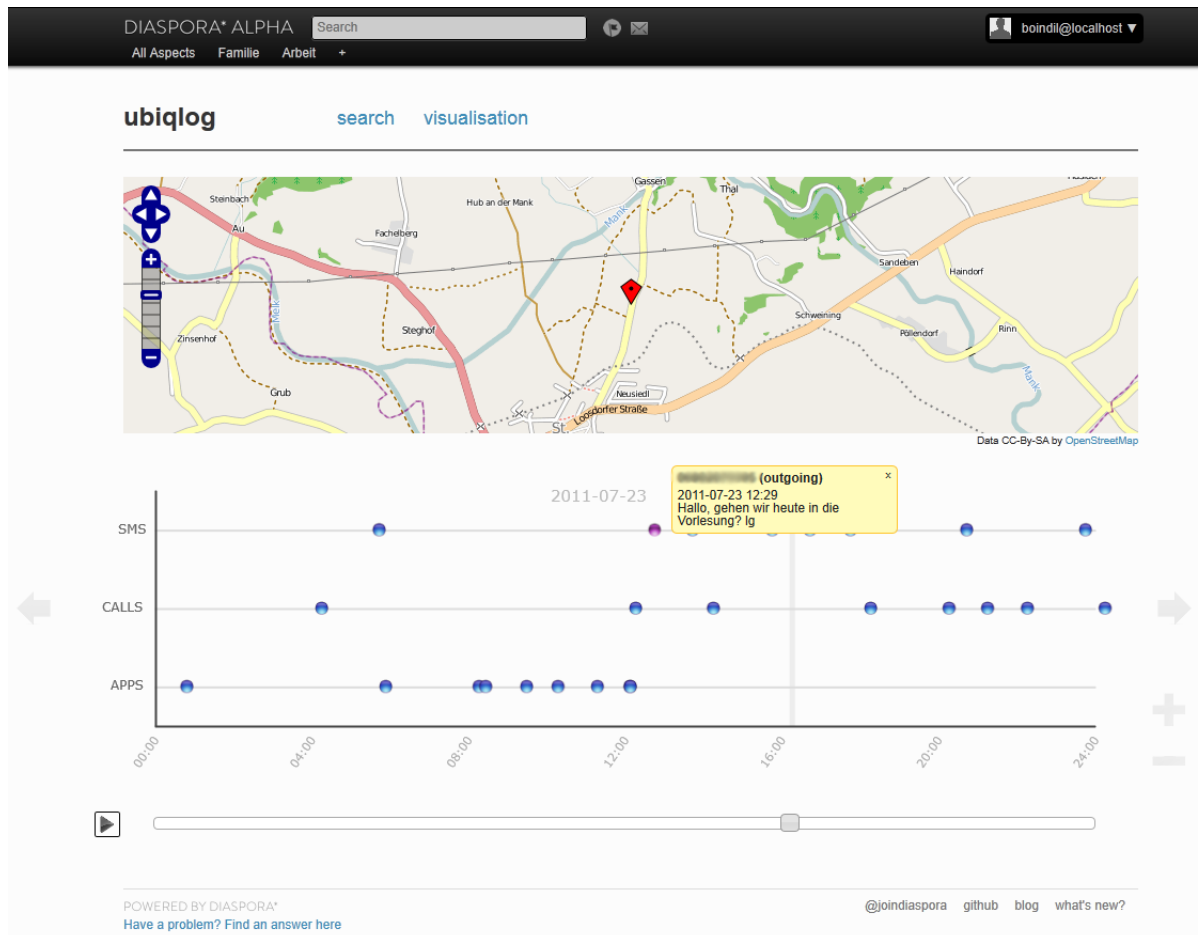 DIASPORA* ALPHA
Search
boindil@localhost ▼
All Aspects Familie Arbeit +
ubiqlog
search visualisation
Gassen
Thal
Steinbach
Hub an der Mank
Mank
Au
Fachelberg
Sandeben
Haindorf
Melk
Schweining
Steghof
Zinsenhof
Pöllendorf
Rinn
Mank
Grub
Neusiedl
Loosdorfer Straße
St.
Data CC-By-SA by OpenStreetMap
(outgoing) x
2011-07-23
2011-07-23 12:29
Hallo, gehen wir heute in die
Vorlesung? lg
SMS
CALLS
APPS
00:00 04:00 08:00 12:00 16:00 20:00 24:00
POWERED BY DIASPORA*
@joindiaspora github blog what's new?
Have a problem? Find an answer here